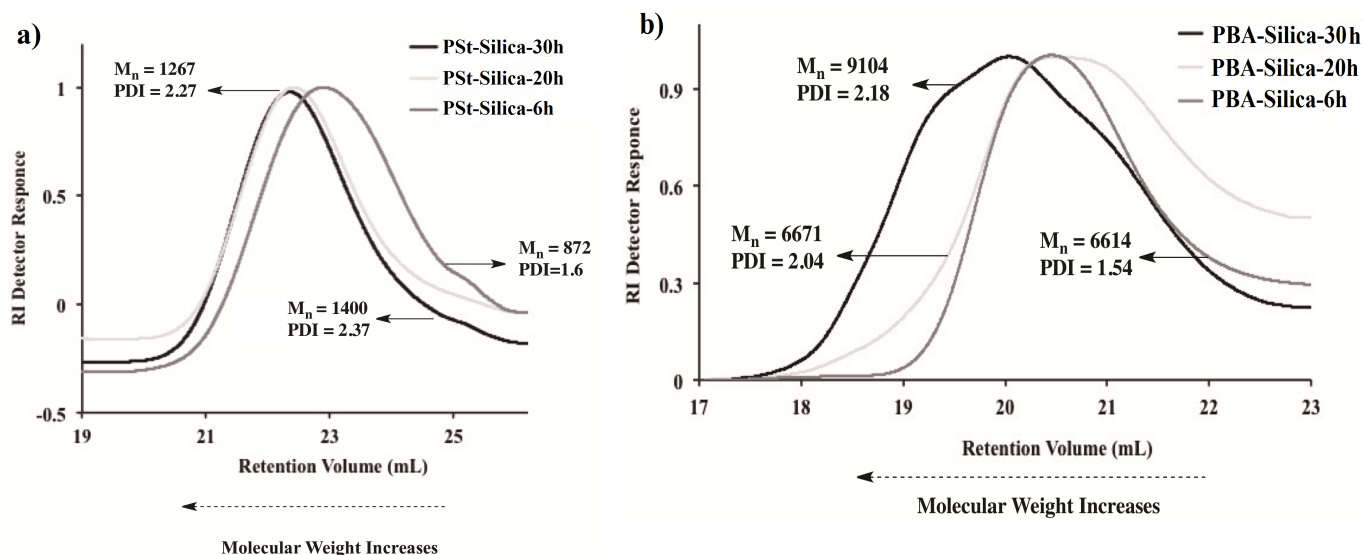 a)
PSt-Silica-30h
PSt-Silica-20h
PSt-Silica-6h
Mn = 1267
PDI = 2.27
Mn = 872
PDI=1.6
Mn = 1400
PDI = 2.37
RI Detector Responce
1
0.5
0
-0.5
19
21
23
25
Retention Volume (mL)
Molecular Weight Increases
b)
PBA-Silica-30h
PBA-Silica-20h
PBA-Silica-6h
Mn = 9104
PDI = 2.18
Mn = 6671
PDI = 2.04
Mn = 6614
PDI = 1.54
RI Detector Responce
0.9
0.6
0.3
0
17
18
19
20
21
22
23
Retention Volume (mL)
Molecular Weight Increases